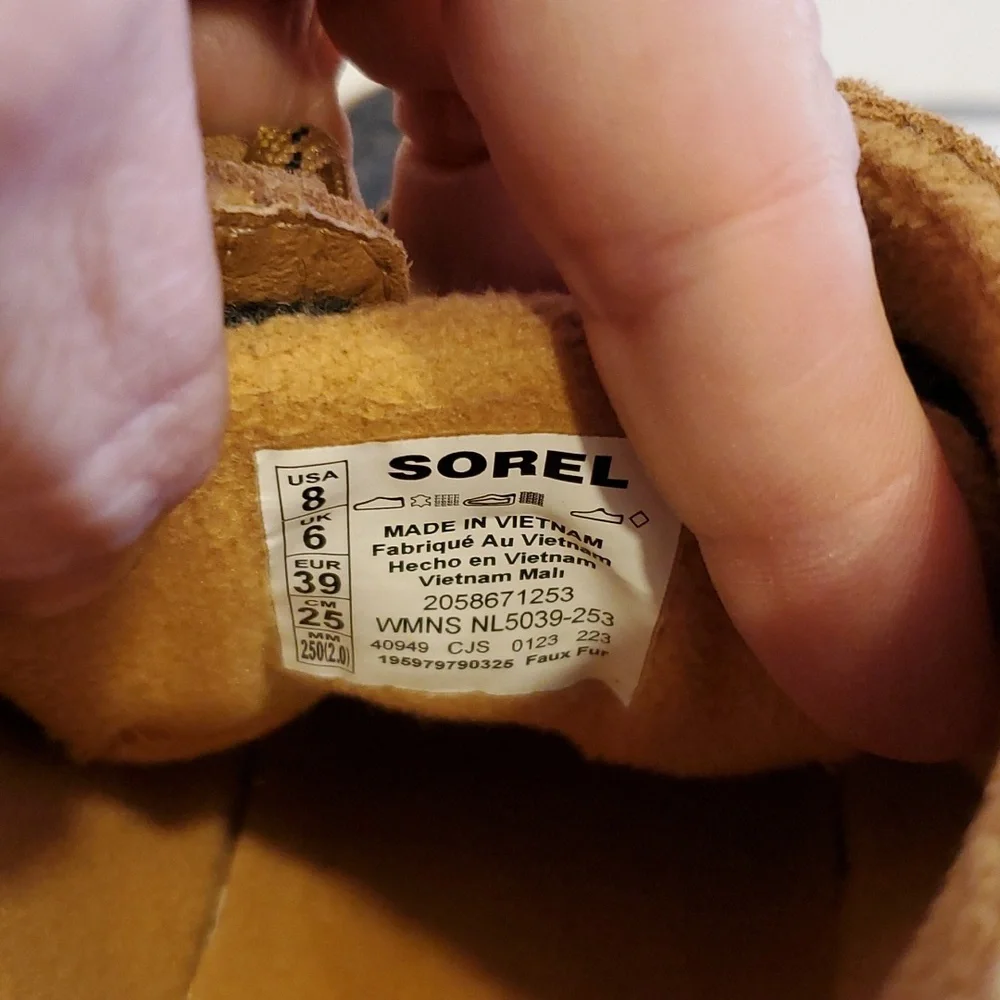 SOREL
USA
8
UK
6
EUR
39
CM
25
MM
250(2.0)
MADE IN VIETNAM
Fabriqué Au Vietnam
Hecho en Vietnam
Vietnam Malı
2058671253
WMNS NL5039-253
40949 CJS 0123 223
195979790325 Faux Fur